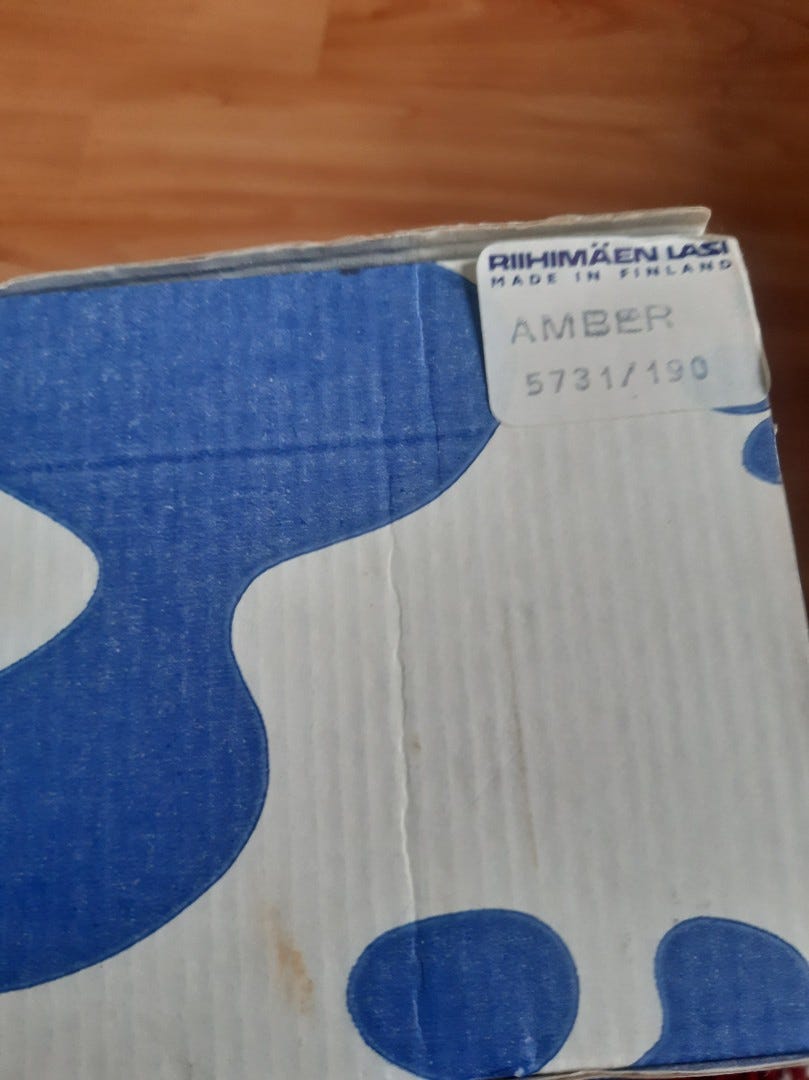 RIIHIMÄEN LASI
MADE IN FINLAND
AMBER
5731/190